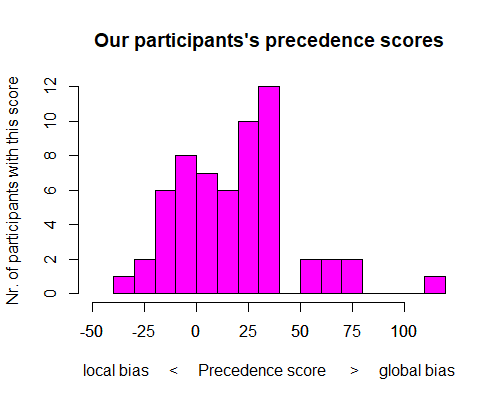 Our participants's precedence scores
Nr. of participants with this score
12
10
8
6
4
2
0
-50 -25 0 25 50 75 100
local bias < Precedence score > global bias